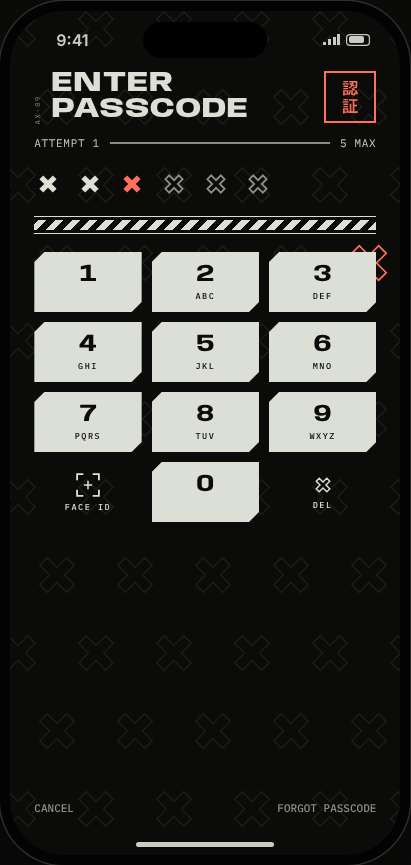 9:41
AX-09
ENTER
PASSCODE
認
証
ATTEMPT 1
5 MAX
1
2
ABC
3
DEF
4
GHI
5
JKL
6
MNO
7
PQRS
8
TUV
9
WXYZ
FACE ID
0
DEL
CANCEL
FORGOT PASSCODE